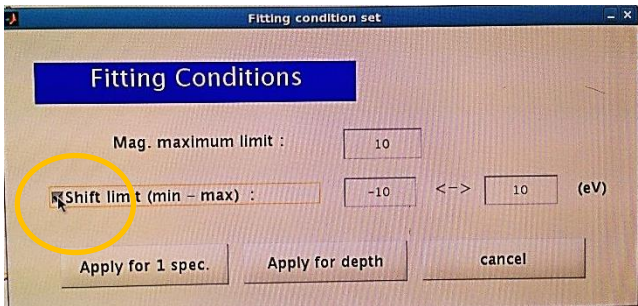 Fitting condition set
Fitting Conditions
Mag. maximum limit : 10
Shift limit (min – max) : -10 <-> 10 (eV)
Apply for 1 spec. Apply for depth cancel